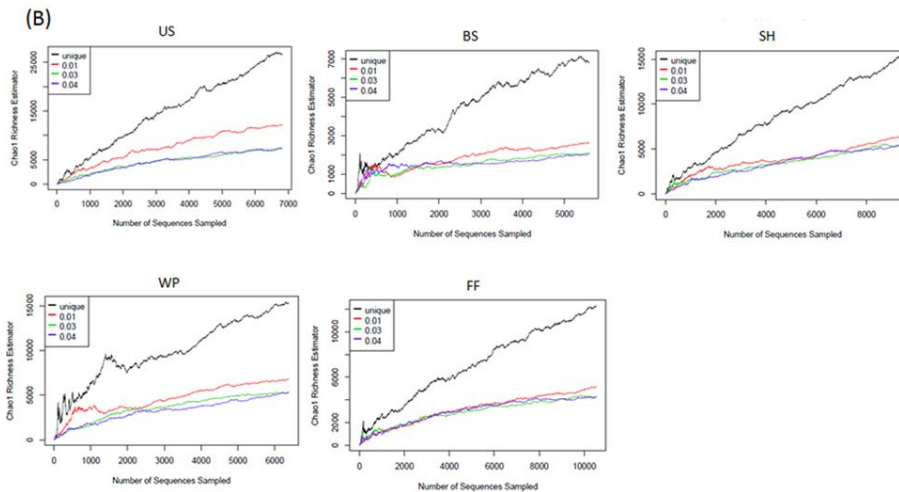 (B)
US
25000
15000
5000
0
Chao1 Richness Estimator
unique
0.01
0.03
0.04
0 1000 2000 3000 4000 5000 6000 7000
Number of Sequences Sampled
BS
7000
5000
3000
2000
1000
0
Chao1 Richness Estimator
unique
0.01
0.03
0.04
0 1000 2000 3000 4000 5000
Number of Sequences Sampled
SH
15000
10000
5000
0
Chao1 Richness Estimator
unique
0.01
0.03
0.04
0 2000 4000 6000 8000
Number of Sequences Sampled
WP
15000
10000
5000
0
Chao1 Richness Estimator
unique
0.01
0.03
0.04
0 1000 2000 3000 4000 5000 6000
Number of Sequences Sampled
FF
10000
6000
4000
2000
0
Chao1 Richness Estimator
unique
0.01
0.03
0.04
0 2000 4000 6000 8000 10000
Number of Sequences Sampled